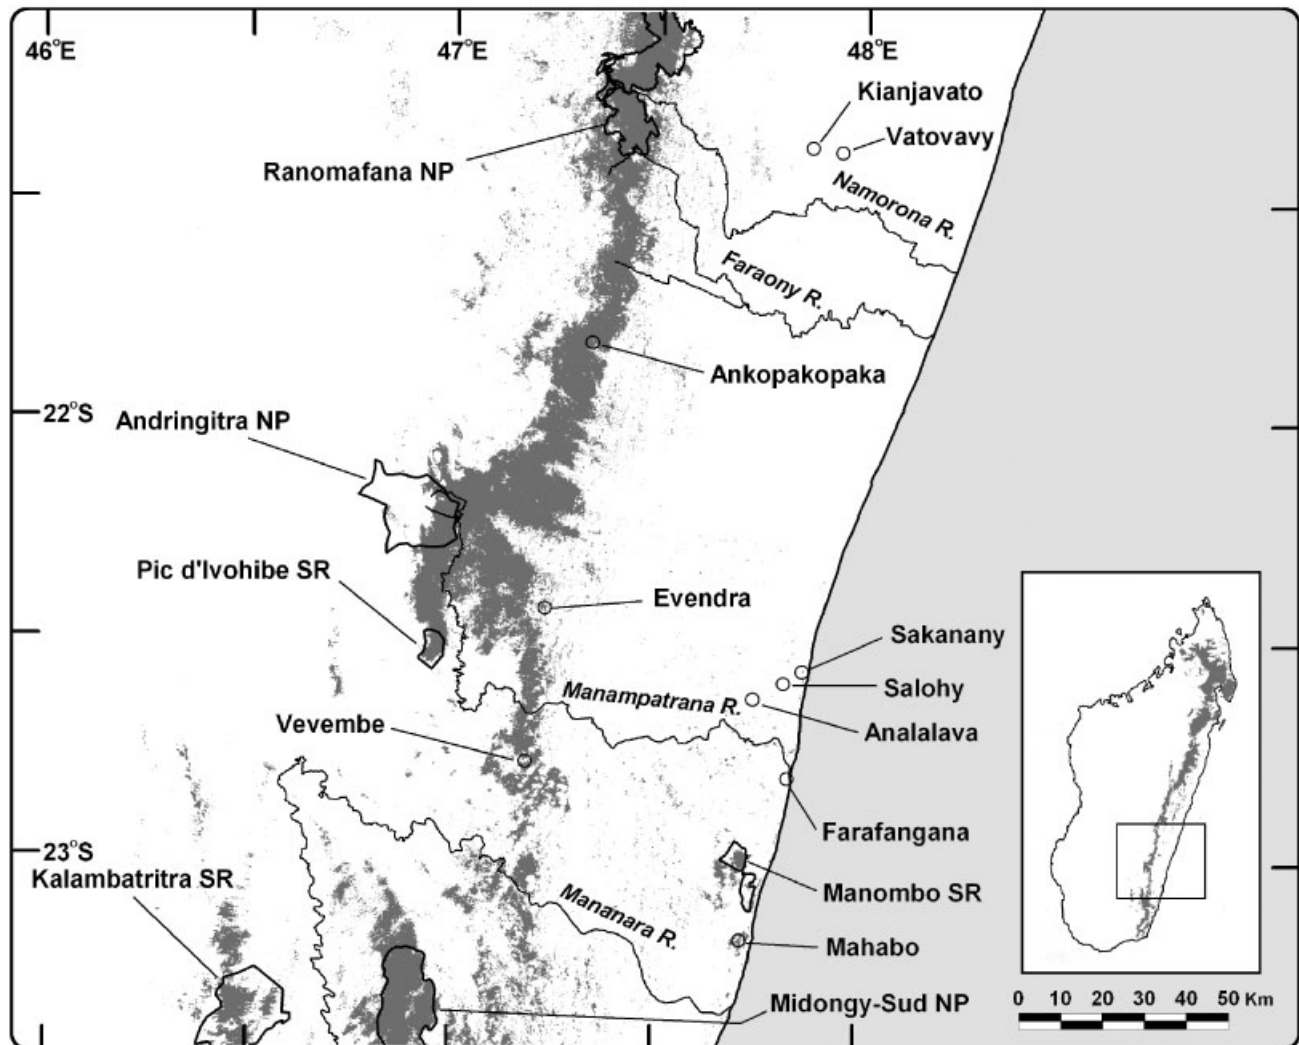 46°E
47°E
48°E
Kianjavato
Vatovavy
Ranomafana NP
Namorona R.
Faraony R.
Ankopakopaka
22°S
Andringitra NP
Pic d'Ivohibe SR
Evendra
Sakanany
Salohy
Manampatrana R.
Analalava
Vevembe
Farafangana
23°S
Kalambatritra SR
Manombo SR
Mananara R.
Mahabo
Midongy-Sud NP
0 10 20 30 40 50 Km